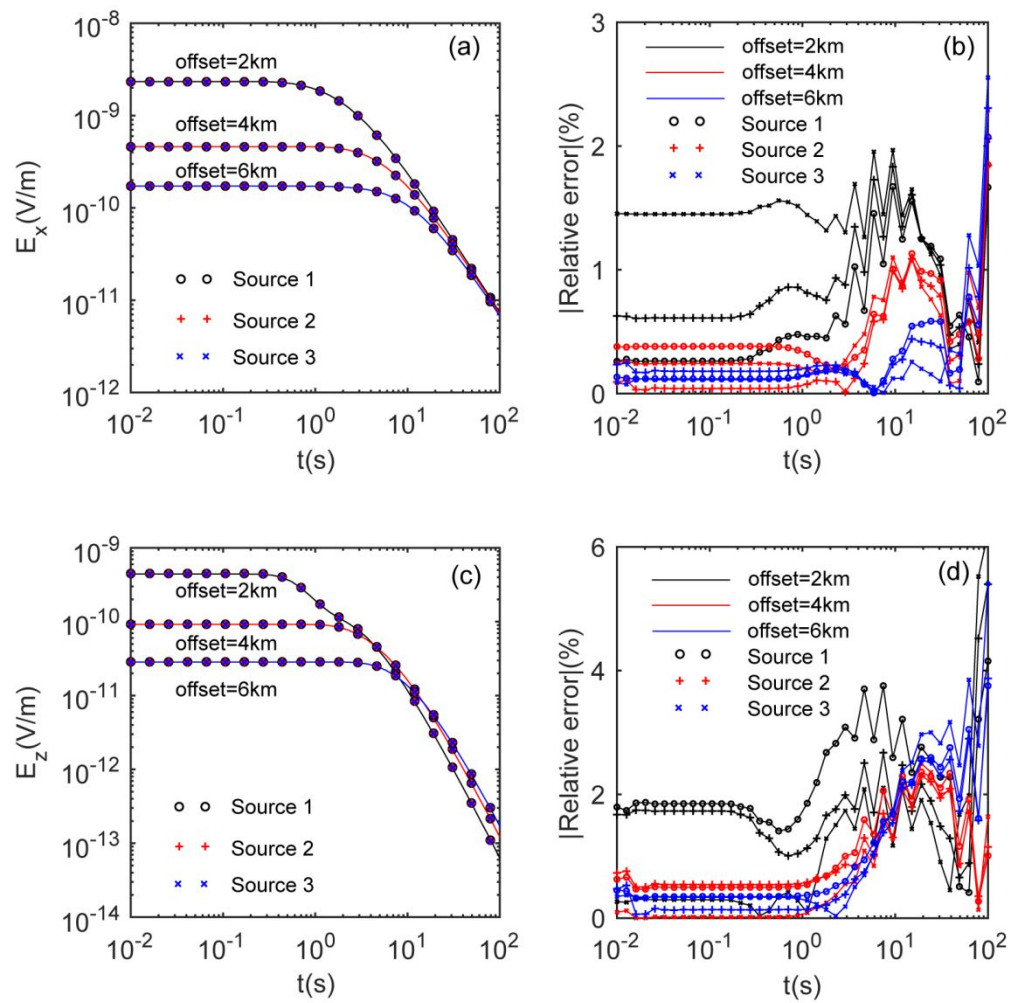 (a)
10^-8
10^-9
10^-10
10^-11
10^-12
E_x(V/m)
offset=2km
offset=4km
offset=6km
Source 1
Source 2
Source 3
10^-2 10^-1 10^0 10^1 10^2
t(s)
(b)
3
2
1
0
|Relative error|(%)
offset=2km
offset=4km
offset=6km
Source 1
Source 2
Source 3
10^-2 10^-1 10^0 10^1 10^2
t(s)
(c)
10^-9
10^-10
10^-11
10^-12
10^-13
10^-14
E_z(V/m)
offset=2km
offset=4km
offset=6km
Source 1
Source 2
Source 3
10^-2 10^-1 10^0 10^1 10^2
t(s)
(d)
6
4
2
0
|Relative error|(%)
offset=2km
offset=4km
offset=6km
Source 1
Source 2
Source 3
10^-2 10^-1 10^0 10^1 10^2
t(s)